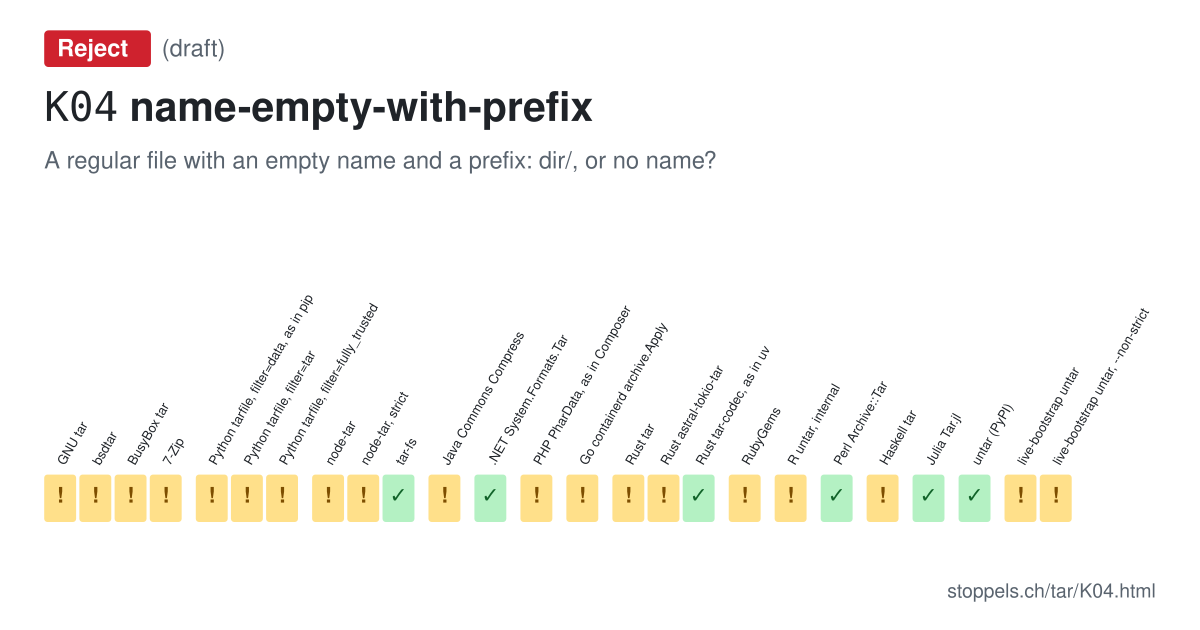 Reject (draft)
K04 name-empty-with-prefix
A regular file with an empty name and a prefix: dir/, or no name?
GNU tar
bsdtar
BusyBox tar
7-Zip
Python tarfile, filter=data, as in pip
Python tarfile, filter=tar
Python tarfile, filter=fully_trusted
node-tar
node-tar, strict
tar-fs
Java Commons Compress
.NET System.Formats.Tar
PHP PharData, as in Composer
Go containerd archive.Apply
Rust tar
Rust astral-tokio-tar
Rust tar-codec, as in uv
RubyGems
R untar, internal
Perl Archive::Tar
Haskell tar
Julia Tar.jl
untar (PyPI)
live-bootstrap untar
live-bootstrap untar, --non-strict
! ! ! ! ! ! ! ! ! ✓ ! ✓ ! ! ! ! ✓ ! ! ✓ ! ✓ ✓ ! !
stoppels.ch/tar/K04.html